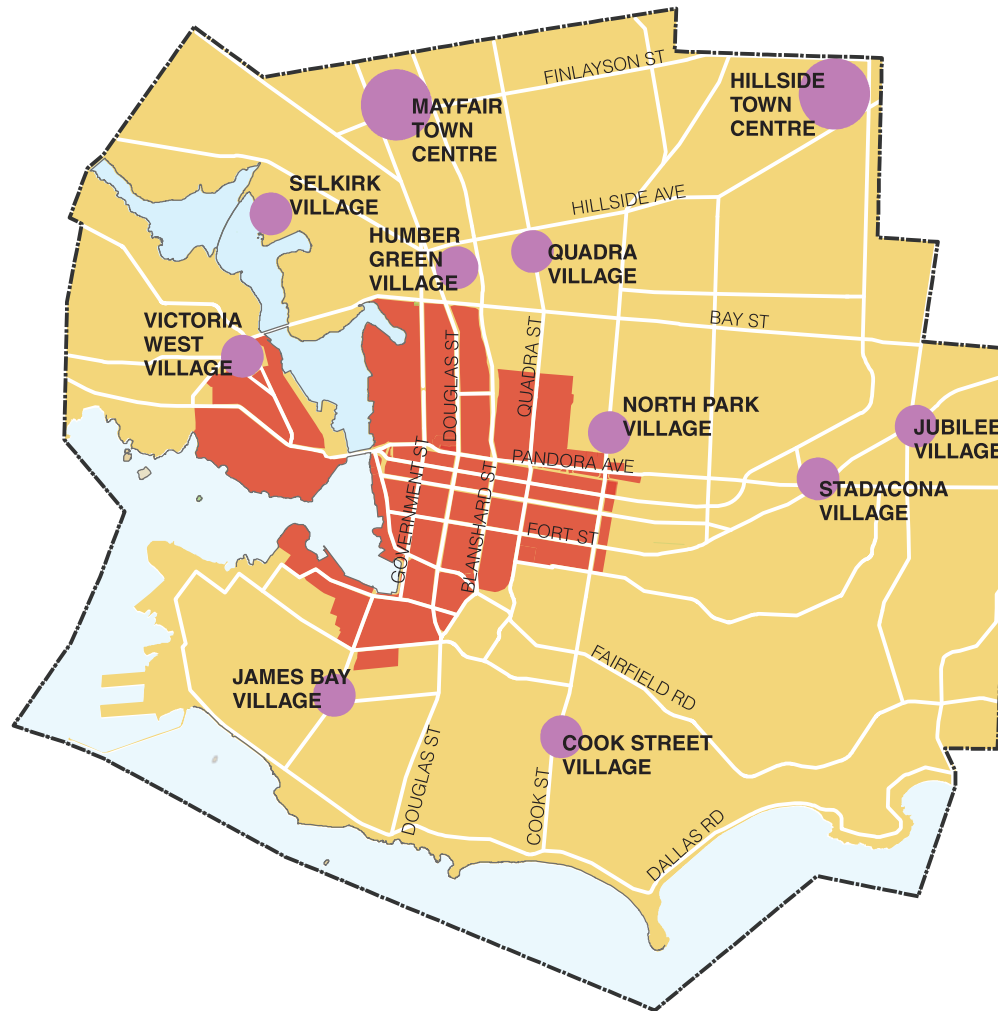 FINLAYSON ST
HILLSIDE
TOWN
CENTRE
MAYFAIR
TOWN
CENTRE
SELKIRK
VILLAGE
HILLSIDE AVE
HUMBER
GREEN
VILLAGE
QUADRA
VILLAGE
VICTORIA
WEST
VILLAGE
BAY ST
DOUGLAS ST
QUADRA ST
NORTH PARK
VILLAGE
JUBILEE
VILLAGE
PANDORA AVE
STADACONA
VILLAGE
GOVERNMENT ST
BLANSHARD ST
FORT ST
JAMES BAY
VILLAGE
FAIRFIELD RD
COOK STREET
VILLAGE
DOUGLAS ST
COOK ST
DALLAS RD